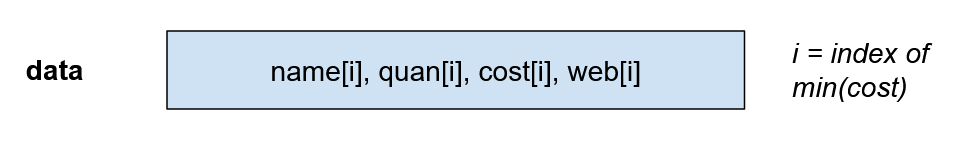 data
name[i], quan[i], cost[i], web[i]
i = index of
min(cost)